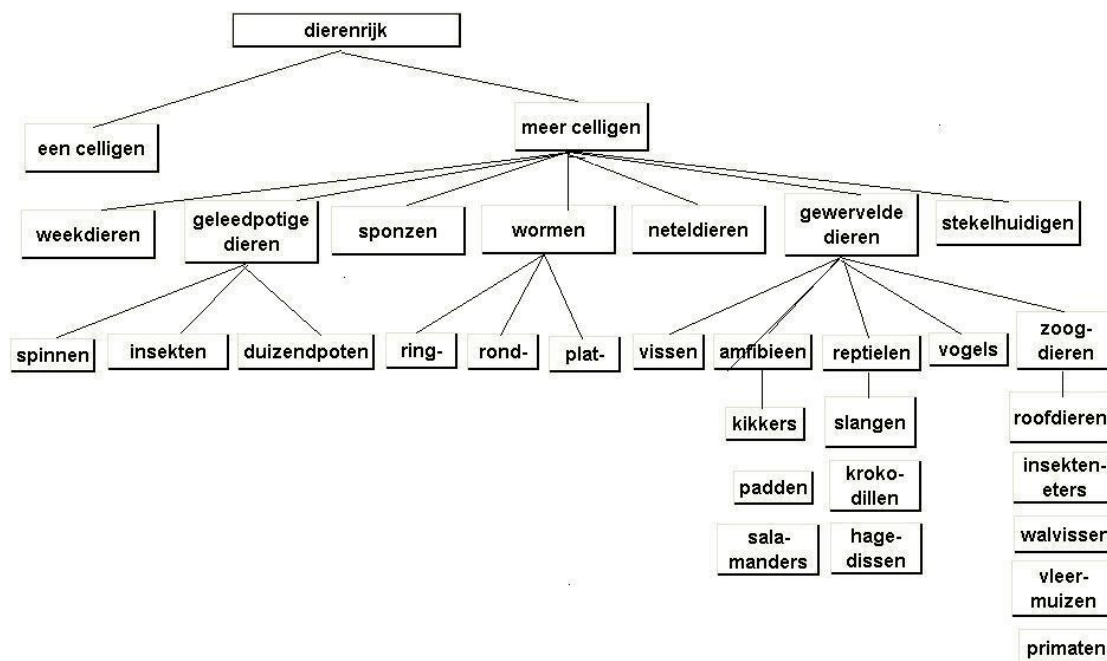 dierenrijk
een celligen
meer celligen
weekdieren
geleedpotige
dieren
sponzen
wormen
neteldieren
gewervelde
dieren
stekelhuidigen
spinnen
insekten
duizendpoten
ring-
rond-
plat-
vissen
amfibieen
reptielen
vogels
zoog-
dieren
kikkers
slangen
roofdieren
padden
kroko-
dillen
insekten-
eters
sala-
manders
hage-
dissen
walvissen
vleer-
muizen
primaten